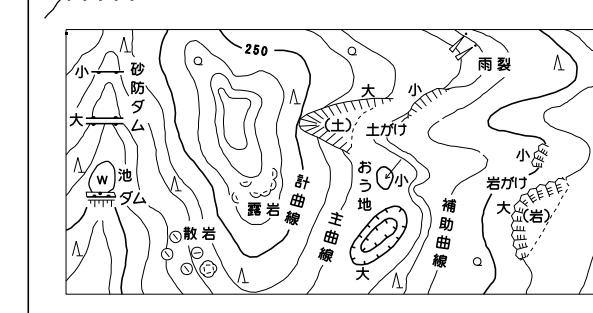 250
小
砂防ダム
大
W
池
ダム
散岩
露岩
計曲線
主曲線
大
小
(土)
土がけ
雨裂
おう地
小
大
補助曲線
小
岩がけ
大
(岩)